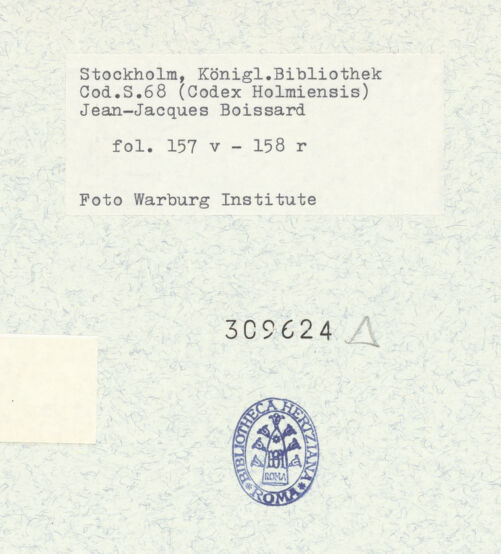 Stockholm, Königl.Bibliothek
Cod.S.68 (Codex Holmiensis)
Jean-Jacques Boissard
fol. 157 v - 158 r
Foto Warburg Institute
309624 Δ
BIBLIOTHECA HERTZIANA
ROMA
ROMA